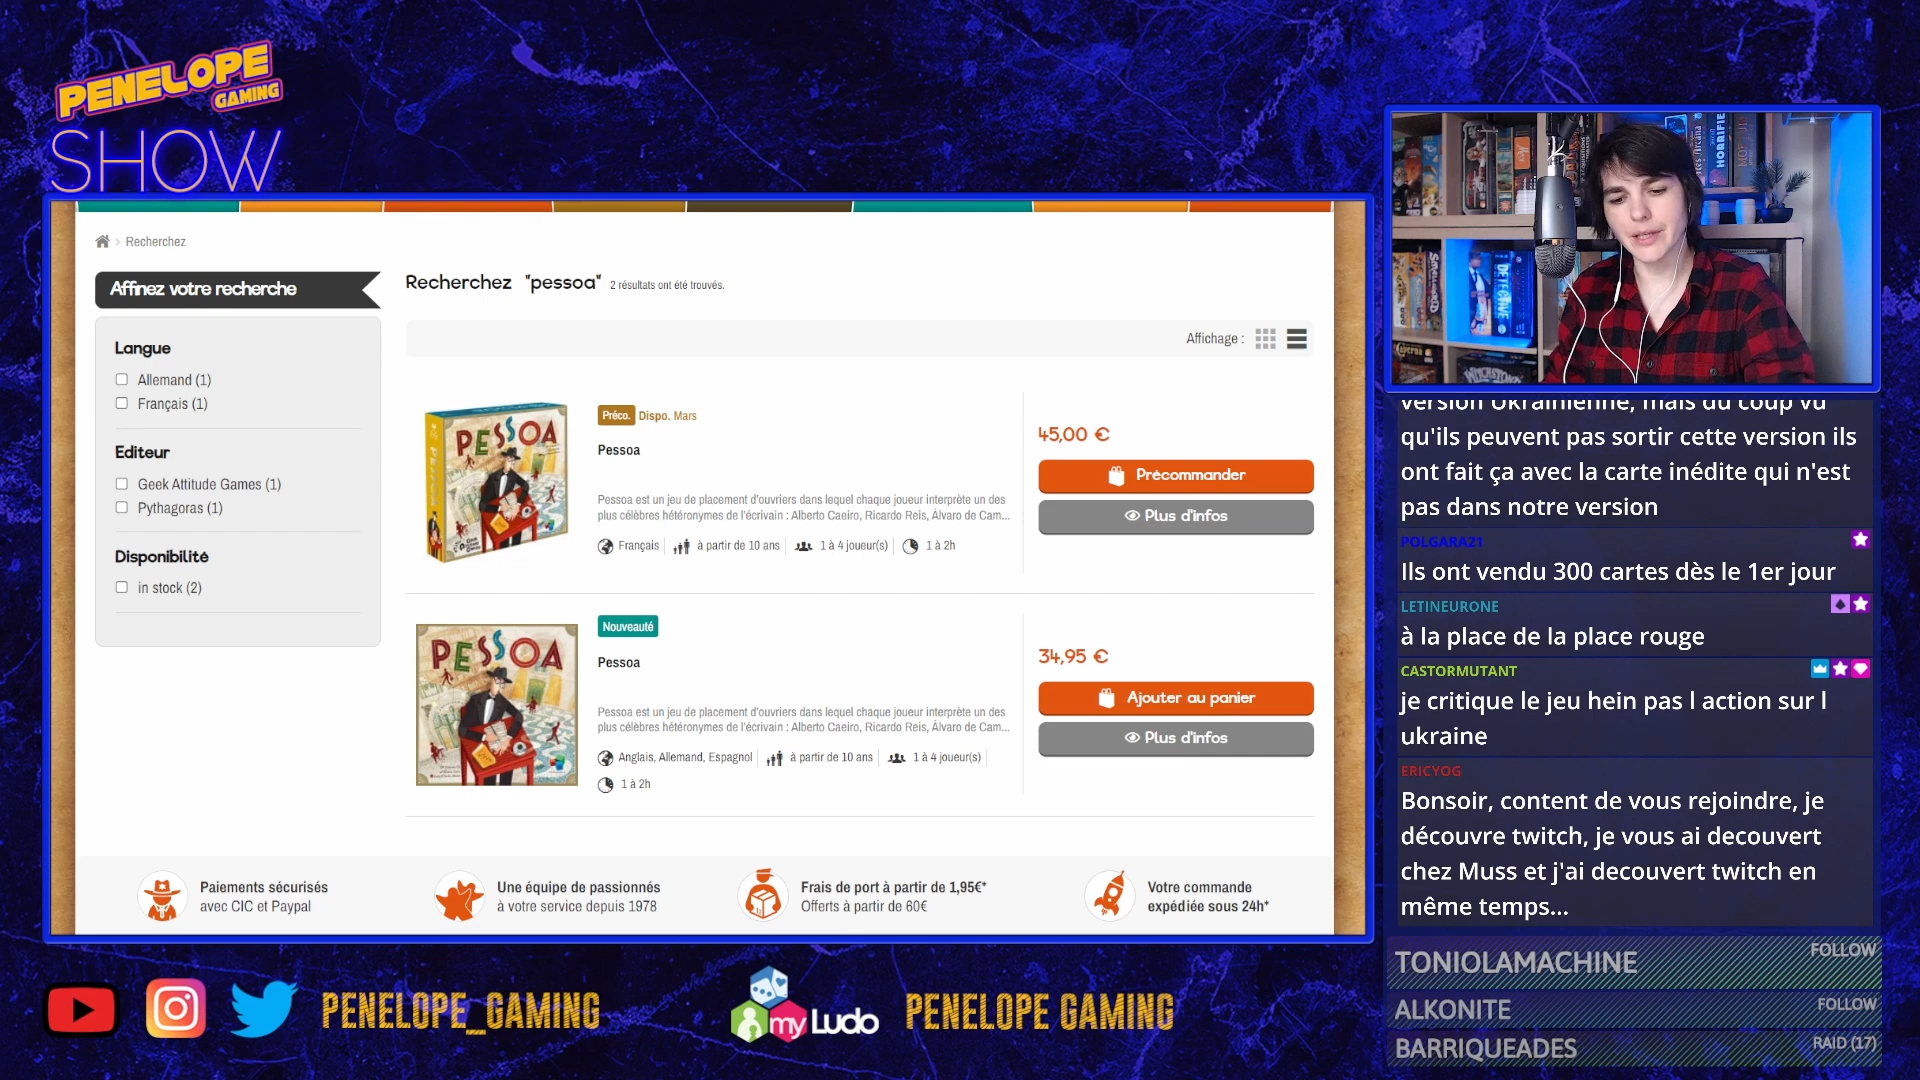 PENELOPE
GAMING
SHOW
Recherchez
Affinez votre recherche
Langue
Allemand (1)
Français (1)
Editeur
Geek Attitude Games (1)
Pythagoras (1)
Disponibilité
in stock (2)
Recherchez "pessoa" 2 résultats ont été trouvés.
Affichage :
PESSOA
Préco. Dispo. Mars
Pessoa
Pessoa est un jeu de placement d'ouvriers dans lequel chaque joueur interprète un des
plus célèbres hétéronymes de l'écrivain : Alberto Caeiro, Ricardo Reis, Álvaro de Cam...
Français à partir de 10 ans 1 à 4 joueur(s) 1 à 2h
45,00 €
Précommander
Plus d'infos
PESSOA
Nouveauté
Pessoa
Pessoa est un jeu de placement d'ouvriers dans lequel chaque joueur interprète un des
plus célèbres hétéronymes de l'écrivain : Alberto Caeiro, Ricardo Reis, Álvaro de Cam...
Anglais, Allemand, Espagnol à partir de 10 ans 1 à 4 joueur(s)
1 à 2h
34,95 €
Ajouter au panier
Plus d'infos
Paiements sécurisés
avec CIC et Paypal
Une équipe de passionnés
à votre service depuis 1978
Frais de port à partir de 1,95€*
Offerts à partir de 60€
Votre commande
expédiée sous 24h*
HORRIFIE
DETECTIVE
version Ukrainienne, mais du coup vu
qu'ils peuvent pas sortir cette version ils
ont fait ça avec la carte inédite qui n'est
pas dans notre version
POLGARA21
Ils ont vendu 300 cartes dès le 1er jour
LETINEURONE
à la place de la place rouge
CASTORMUTANT
je critique le jeu hein pas l action sur l
ukraine
ERICYOG
Bonsoir, content de vous rejoindre, je
découvre twitch, je vous ai decouvert
chez Muss et j'ai decouvert twitch en
même temps...
TONIOLAMACHINE FOLLOW
ALKONITE FOLLOW
BARRIQUEADES RAID (17)
PENELOPE_GAMING
myLudo
PENELOPE GAMING